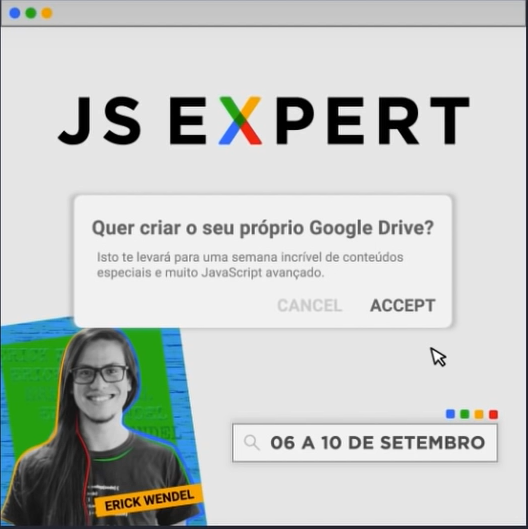 JS EXPERT
Quer criar o seu próprio Google Drive?
Isto te levará para uma semana incrível de conteúdos
especiais e muito JavaScript avançado.
CANCEL ACCEPT
06 A 10 DE SETEMBRO
ERICK WENDEL